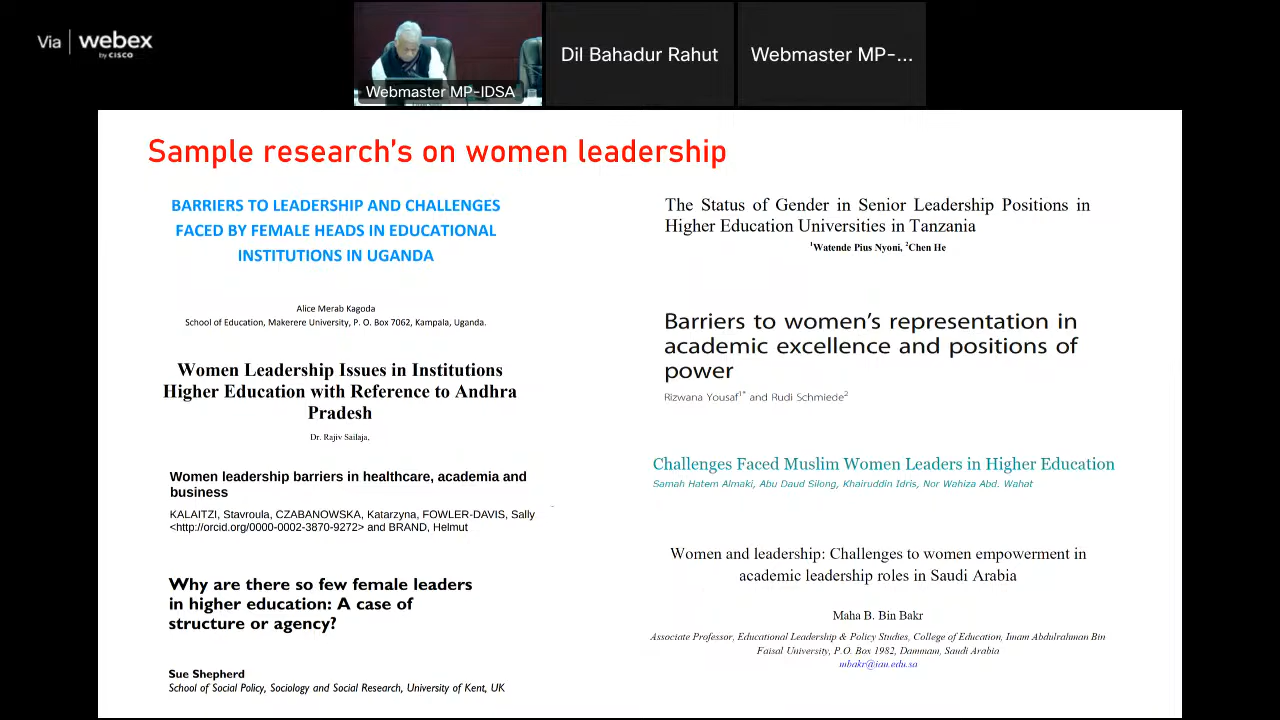 Via webex
by CISCO
Webmaster MP-IDSA
Dil Bahadur Rahut
Webmaster MP-...
Sample research's on women leadership
BARRIERS TO LEADERSHIP AND CHALLENGES
FACED BY FEMALE HEADS IN EDUCATIONAL
INSTITUTIONS IN UGANDA
Alice Merab Kagoda
School of Education, Makerere University, P. O. Box 7062, Kampala, Uganda.
Women Leadership Issues in Institutions
Higher Education with Reference to Andhra
Pradesh
Dr. Rajiv Sailaja,
Women leadership barriers in healthcare, academia and
business
KALAITZI, Stavroula, CZABANOWSKA, Katarzyna, FOWLER-DAVIS, Sally
<http://orcid.org/0000-0002-3870-9272> and BRAND, Helmut
Why are there so few female leaders
in higher education: A case of
structure or agency?
Sue Shepherd
School of Social Policy, Sociology and Social Research, University of Kent, UK
The Status of Gender in Senior Leadership Positions in
Higher Education Universities in Tanzania
1Watende Pius Nyoni, 2Chen He
Barriers to women's representation in
academic excellence and positions of
power
Rizwana Yousaf1* and Rudi Schmiede2
Challenges Faced Muslim Women Leaders in Higher Education
Samah Hatem Almaki, Abu Daud Silong, Khairuddin Idris, Nor Wahiza Abd. Wahat
Women and leadership: Challenges to women empowerment in
academic leadership roles in Saudi Arabia
Maha B. Bin Bakr
Associate Professor, Educational Leadership & Policy Studies, College of Education, Imam Abdulrahman Bin
Faisal University, P.O. Box 1982, Dammam, Saudi Arabia
mbakr@iau.edu.sa